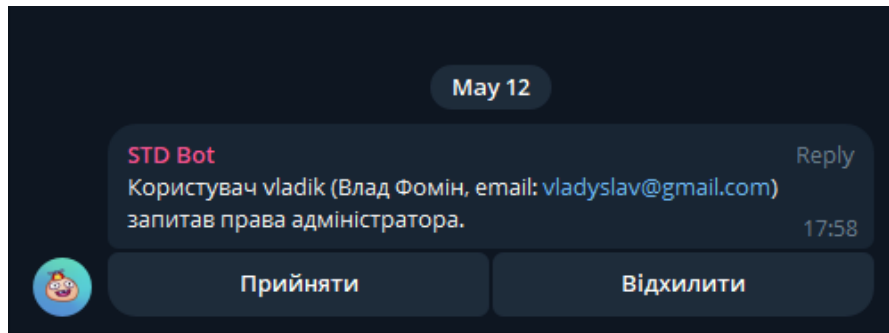 May 12
STD Bot
Reply
Користувач vladik (Влад Фомін, email: vladyslav@gmail.com)
запитав права адміністратора.
17:58
Прийняти
Відхилити